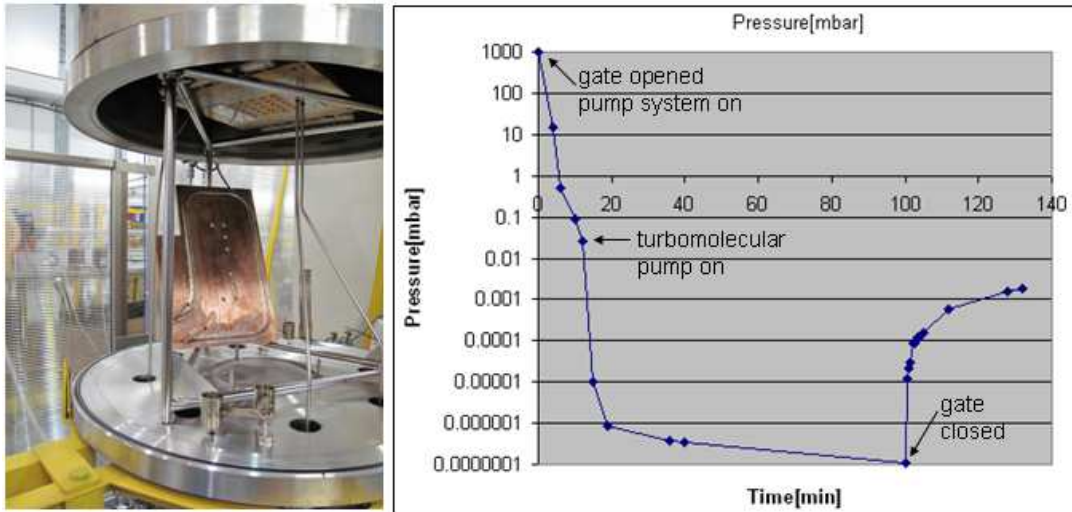 Pressure[mbar]
1000
gate opened
pump system on
100
10
1
0 20 40 60 80 100 120 140
0.1
turbomolecular
pump on
0.01
0.001
0.0001
0.00001
0.000001
gate
closed
0.0000001
Pressure[mbar]
Time[min]